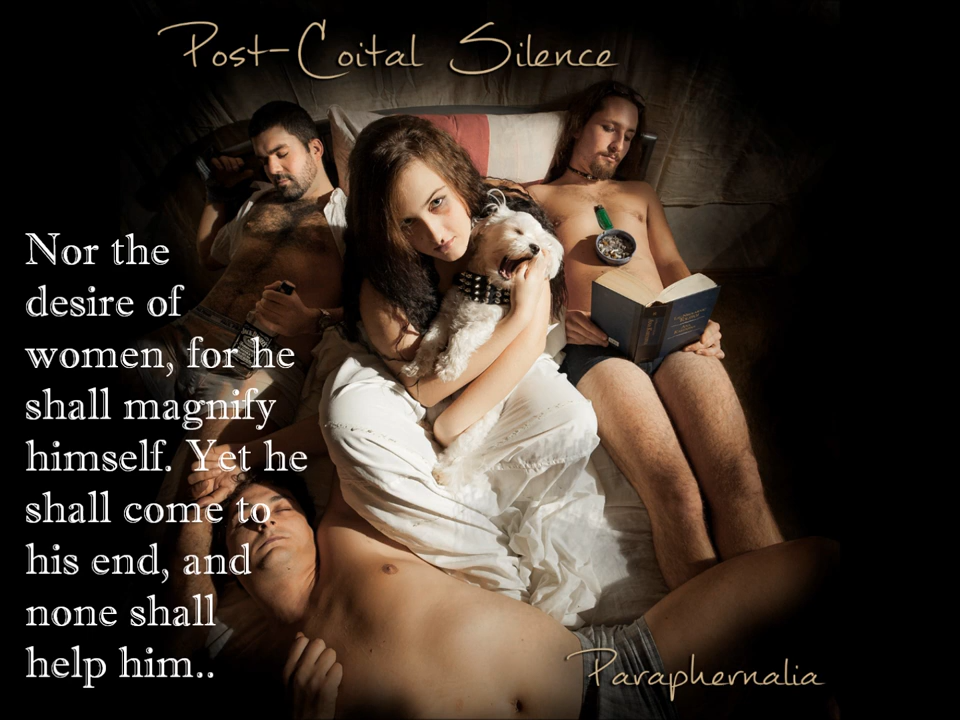 Post-Coital Silence
Nor the
desire of
women, for he
shall magnify
himself. Yet he
shall come to
his end, and
none shall
help him..
Paraphernalia